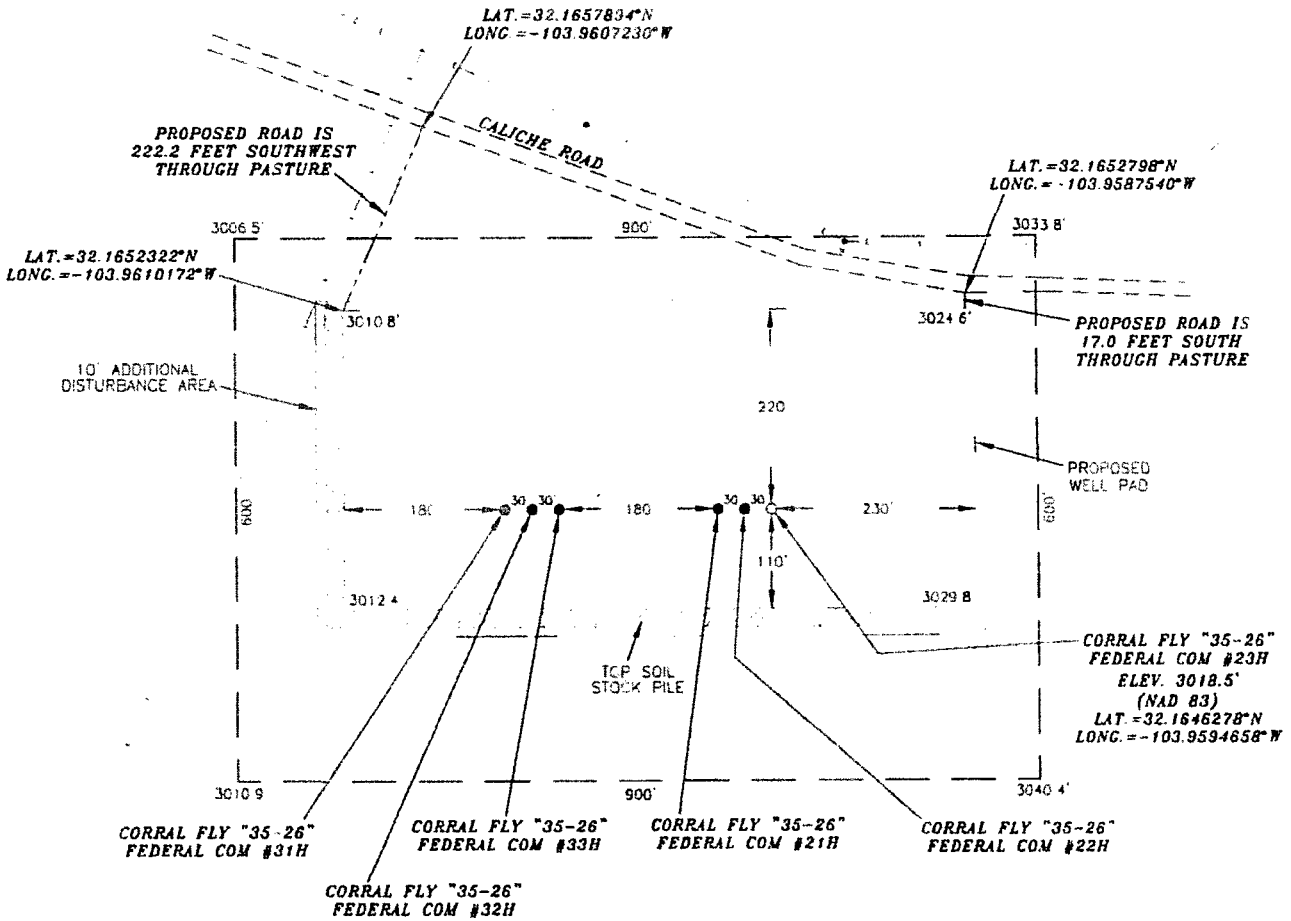 LAT.=32.1657894°N
LONG.=-103.9607230°W
CALICHE ROAD
PROPOSED ROAD IS
222.2 FEET SOUTHWEST
THROUGH PASTURE
LAT.=32.1652798°N
LONG.=-103.9587540°W
3006 5'
900'
3033 8'
LAT.=32.1652322°N
LONG.=-103.9610172°W
3010 8'
3024 6'
PROPOSED ROAD IS
17.0 FEET SOUTH
THROUGH PASTURE
10' ADDITIONAL
DISTURBANCE AREA
220
PROPOSED
WELL PAD
600'
180
30
30
180
30
30
230'
600'
110'
3012 4
3029 8
TOP SOIL
STOCK PILE
CORRAL FLY "35-26"
FEDERAL COM #23H
ELEV. 3018.5'
(NAD 83)
LAT.=32.1646278°N
LONG.=-103.9594658°W
3010 9
900'
3040 4'
CORRAL FLY "35-26"
FEDERAL COM #31H
CORRAL FLY "35-26"
FEDERAL COM #33H
CORRAL FLY "35-26"
FEDERAL COM #21H
CORRAL FLY "35-26"
FEDERAL COM #22H
CORRAL FLY "35-26"
FEDERAL COM #32H